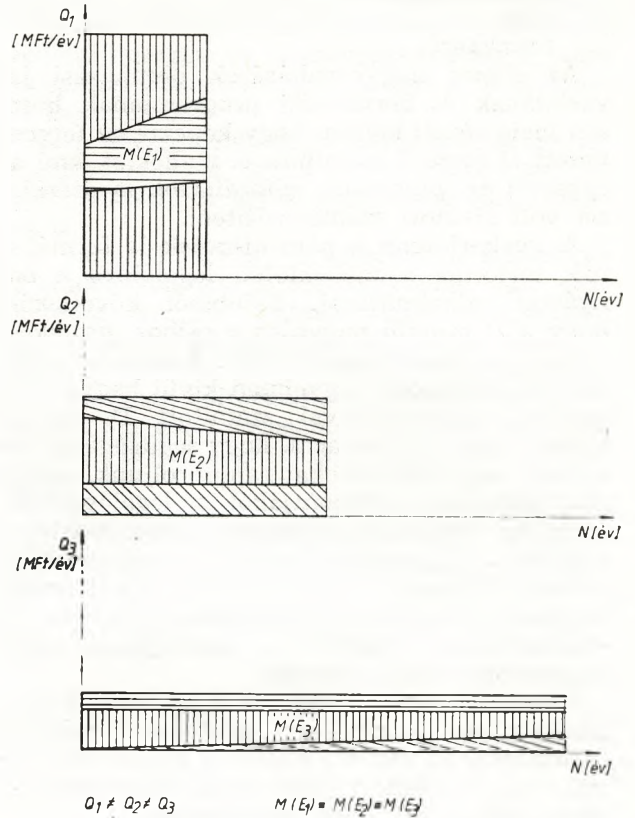 Q₁
[MFt/év]
M(E₁)
N[év]
Q₂
[MFt/év]
M(E₂)
N[év]
Q₃
[MFt/év]
M(E₃)
N[év]
Q₁ ≠ Q₂ ≠ Q₃ M(E₁) = M(E₂) = M(E₃)